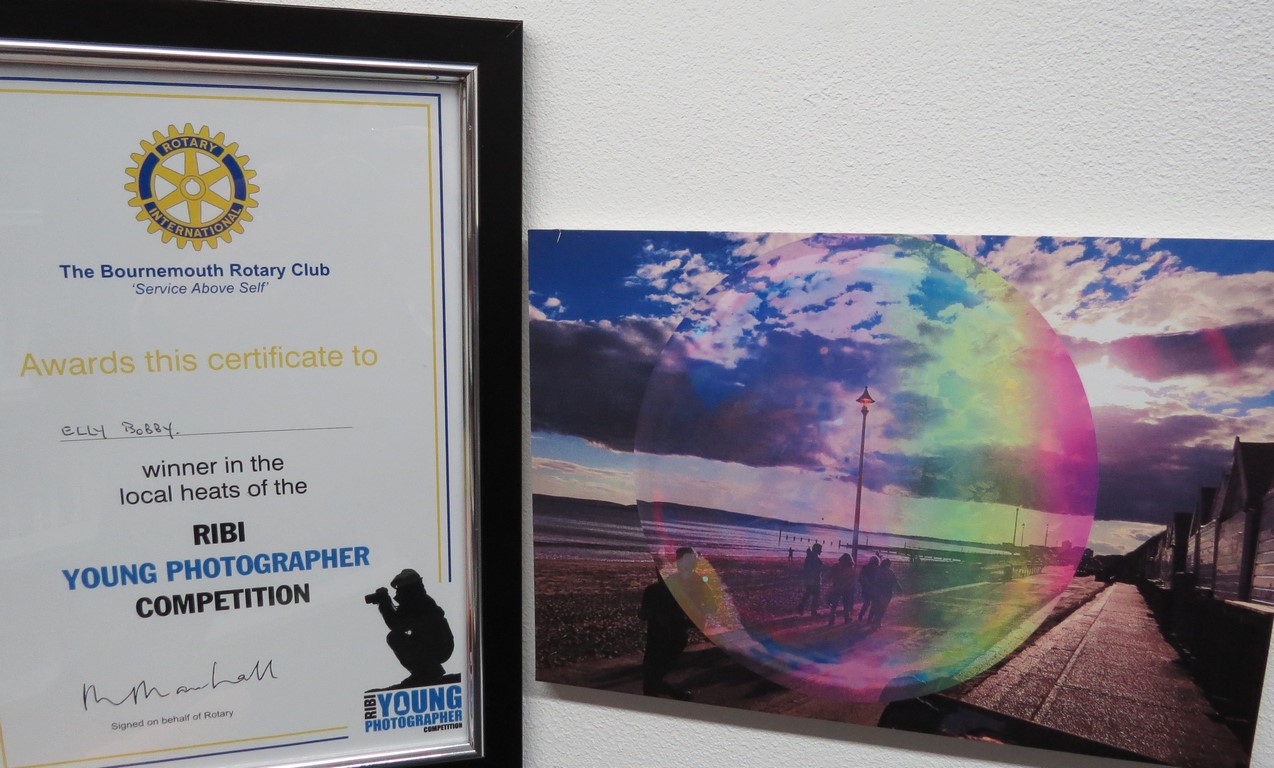 ROTARY
INTERNATIONAL
The Bournemouth Rotary Club
'Service Above Self'
Awards this certificate to
ELLY BOBBY.
winner in the
local heats of the
RIBI
YOUNG PHOTOGRAPHER
COMPETITION
Signed on behalf of Rotary
RIBI
YOUNG
PHOTOGRAPHER
COMPETITION